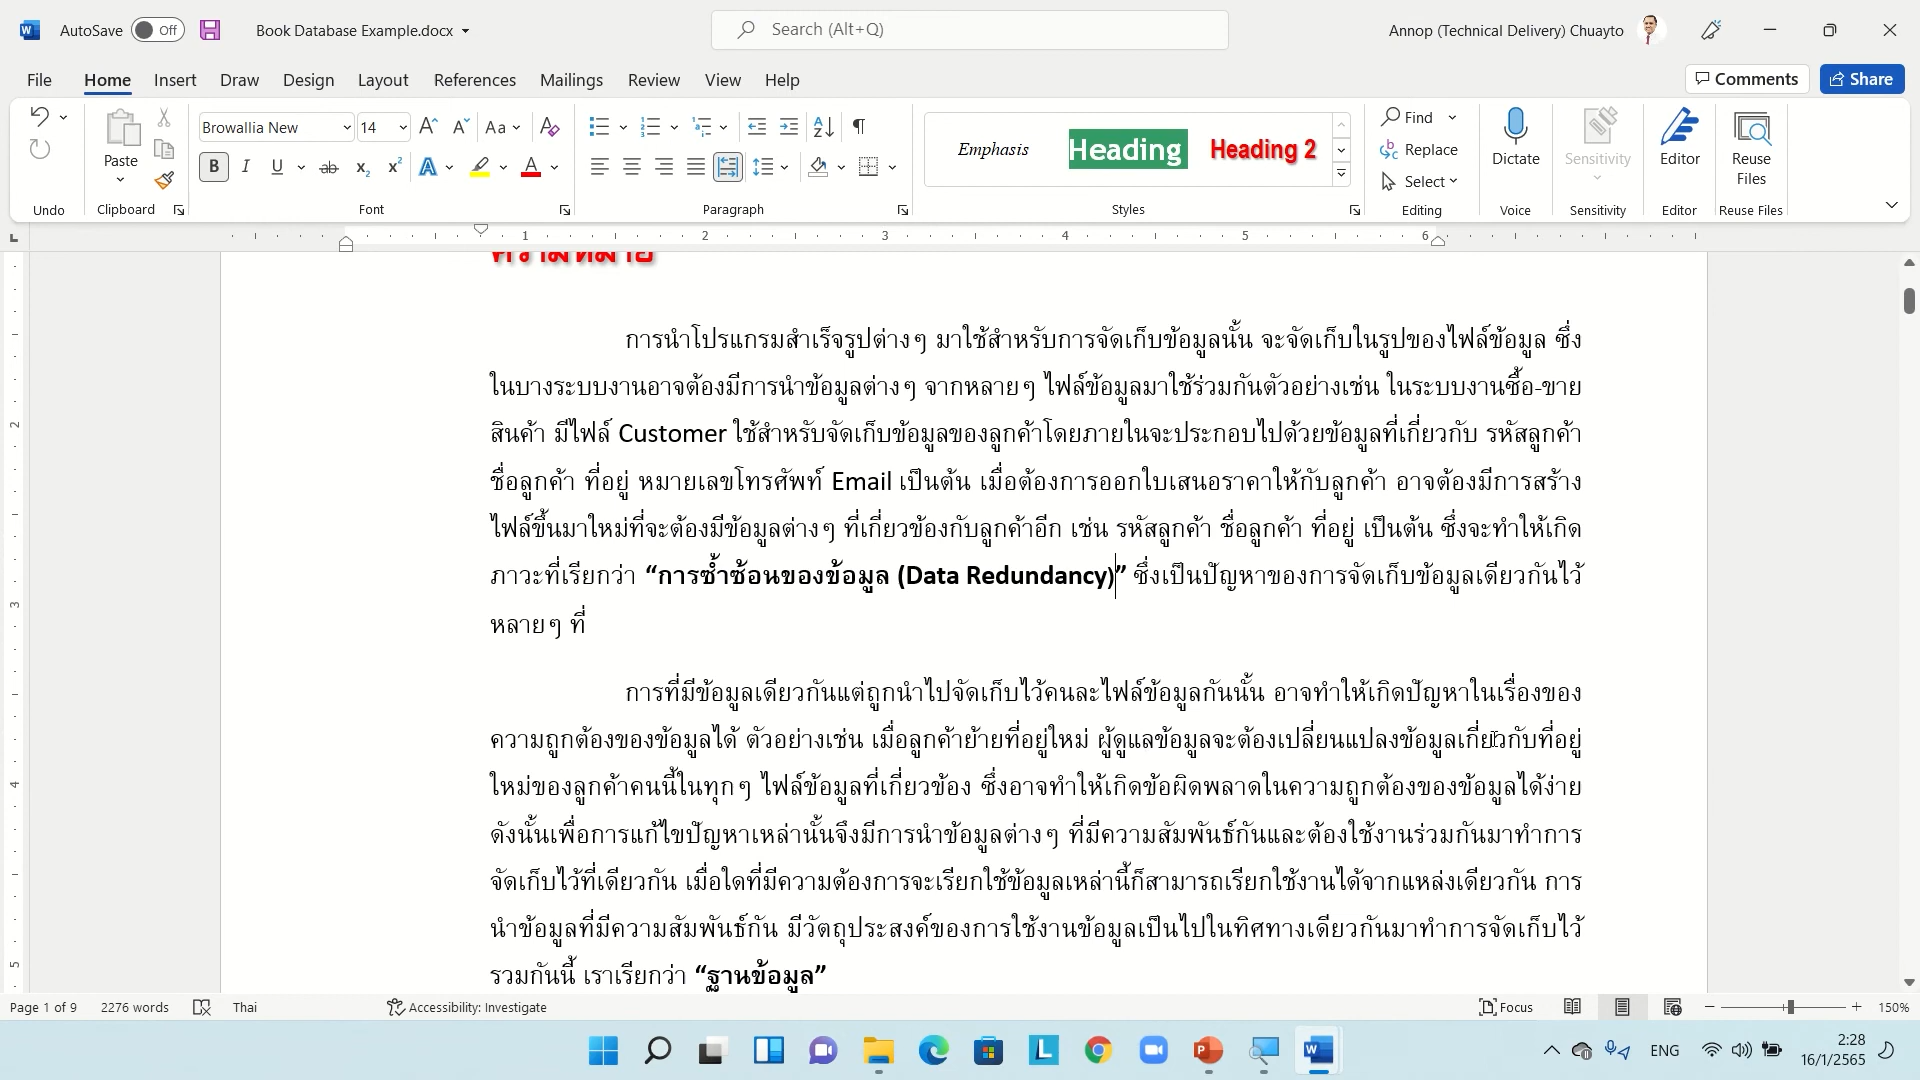 AutoSave Off Book Database Example.docx Search (Alt+Q) Annop (Technical Delivery) Chuayto
File Home Insert Draw Design Layout References Mailings Review View Help Comments Share
Browallia New 14 Find
Emphasis Heading Heading 2
Paste Replace Dictate Sensitivity Editor Reuse Files
Select
Undo Clipboard Font Paragraph Styles Editing Voice Sensitivity Editor Reuse Files
1 2 3 4 5 6
ความหมาย
การนำโปรแกรมสำเร็จรูปต่างๆ มาใช้สำหรับการจัดเก็บข้อมูลนั้น จะจัดเก็บในรูปของไฟล์ข้อมูล ซึ่ง
ในบางระบบงานอาจต้องมีการนำข้อมูลต่างๆ จากหลายๆ ไฟล์ข้อมูลมาใช้ร่วมกันตัวอย่างเช่น ในระบบงานซื้อ-ขาย
สินค้า มีไฟล์ Customer ใช้สำหรับจัดเก็บข้อมูลของลูกค้าโดยภายในจะประกอบไปด้วยข้อมูลที่เกี่ยวกับ รหัสลูกค้า
ชื่อลูกค้า ที่อยู่ หมายเลขโทรศัพท์ Email เป็นต้น เมื่อต้องการออกใบเสนอราคาให้กับลูกค้า อาจต้องมีการสร้าง
ไฟล์ขึ้นมาใหม่ที่จะต้องมีข้อมูลต่างๆ ที่เกี่ยวข้องกับลูกค้าอีก เช่น รหัสลูกค้า ชื่อลูกค้า ที่อยู่ เป็นต้น ซึ่งจะทำให้เกิด
ภาวะที่เรียกว่า “การซ้ำซ้อนของข้อมูล (Data Redundancy)” ซึ่งเป็นปัญหาของการจัดเก็บข้อมูลเดียวกันไว้
หลายๆ ที่
การที่มีข้อมูลเดียวกันแต่ถูกนำไปจัดเก็บไว้คนละไฟล์ข้อมูลกันนั้น อาจทำให้เกิดปัญหาในเรื่องของ
ความถูกต้องของข้อมูลได้ ตัวอย่างเช่น เมื่อลูกค้าย้ายที่อยู่ใหม่ ผู้ดูแลข้อมูลจะต้องเปลี่ยนแปลงข้อมูลเกี่ยวกับที่อยู่
ใหม่ของลูกค้าคนนี้ในทุกๆ ไฟล์ข้อมูลที่เกี่ยวข้อง ซึ่งอาจทำให้เกิดข้อผิดพลาดในความถูกต้องของข้อมูลได้ง่าย
ดังนั้นเพื่อการแก้ไขปัญหาเหล่านั้นจึงมีการนำข้อมูลต่างๆ ที่มีความสัมพันธ์กันและต้องใช้งานร่วมกันมาทำการ
จัดเก็บไว้ที่เดียวกัน เมื่อใดที่มีความต้องการจะเรียกใช้ข้อมูลเหล่านี้ก็สามารถเรียกใช้งานได้จากแหล่งเดียวกัน การ
นำข้อมูลที่มีความสัมพันธ์กัน มีวัตถุประสงค์ของการใช้งานข้อมูลเป็นไปในทิศทางเดียวกันมาทำการจัดเก็บไว้
รวมกันนี้ เราเรียกว่า “ฐานข้อมูล”
2
3
4
5
Page 1 of 9 2276 words Thai Accessibility: Investigate Focus 150%
ENG 2:28
16/1/2565